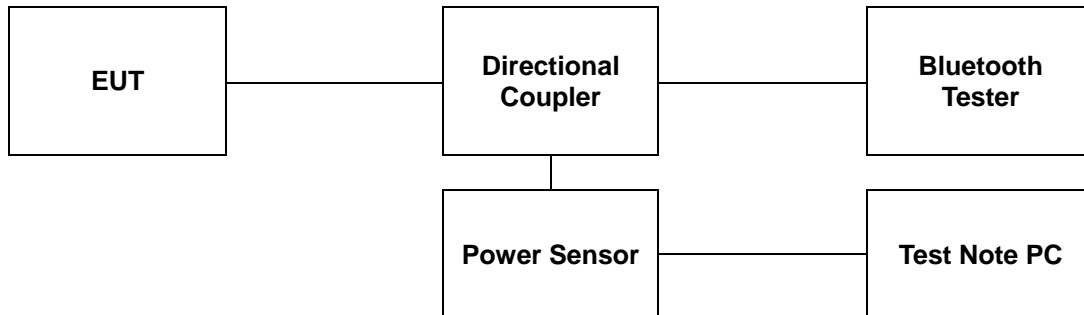 EUT
Directional
Coupler
Bluetooth
Tester
Power Sensor
Test Note PC